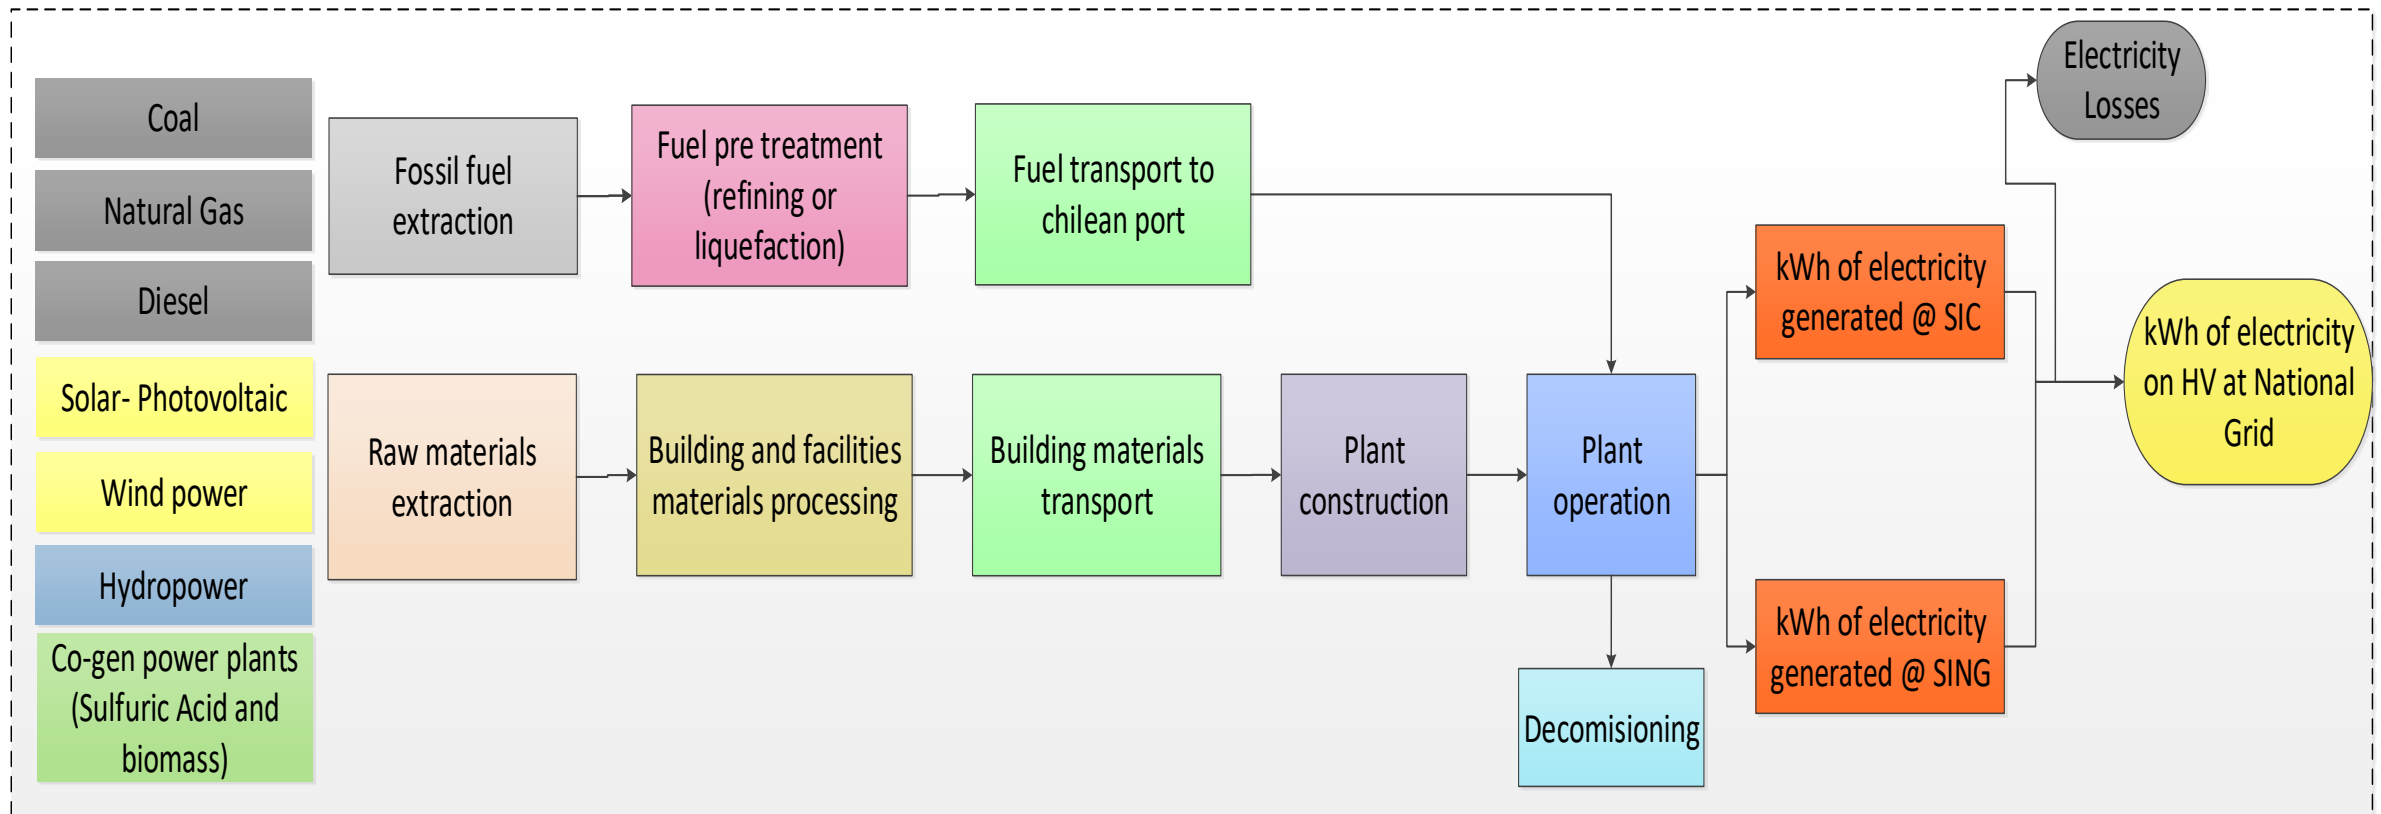 Coal
Natural Gas
Diesel
Solar- Photovoltaic
Wind power
Hydropower
Co-gen power plants
(Sulfuric Acid and
biomass)
Fossil fuel
extraction
Fuel pre treatment
(refining or
liquefaction)
Fuel transport to
chilean port
Raw materials
extraction
Building and facilities
materials processing
Building materials
transport
Plant
construction
Plant
operation
Decomisioning
kWh of electricity
generated @ SIC
kWh of electricity
generated @ SING
Electricity
Losses
kWh of electricity
on HV at National
Grid